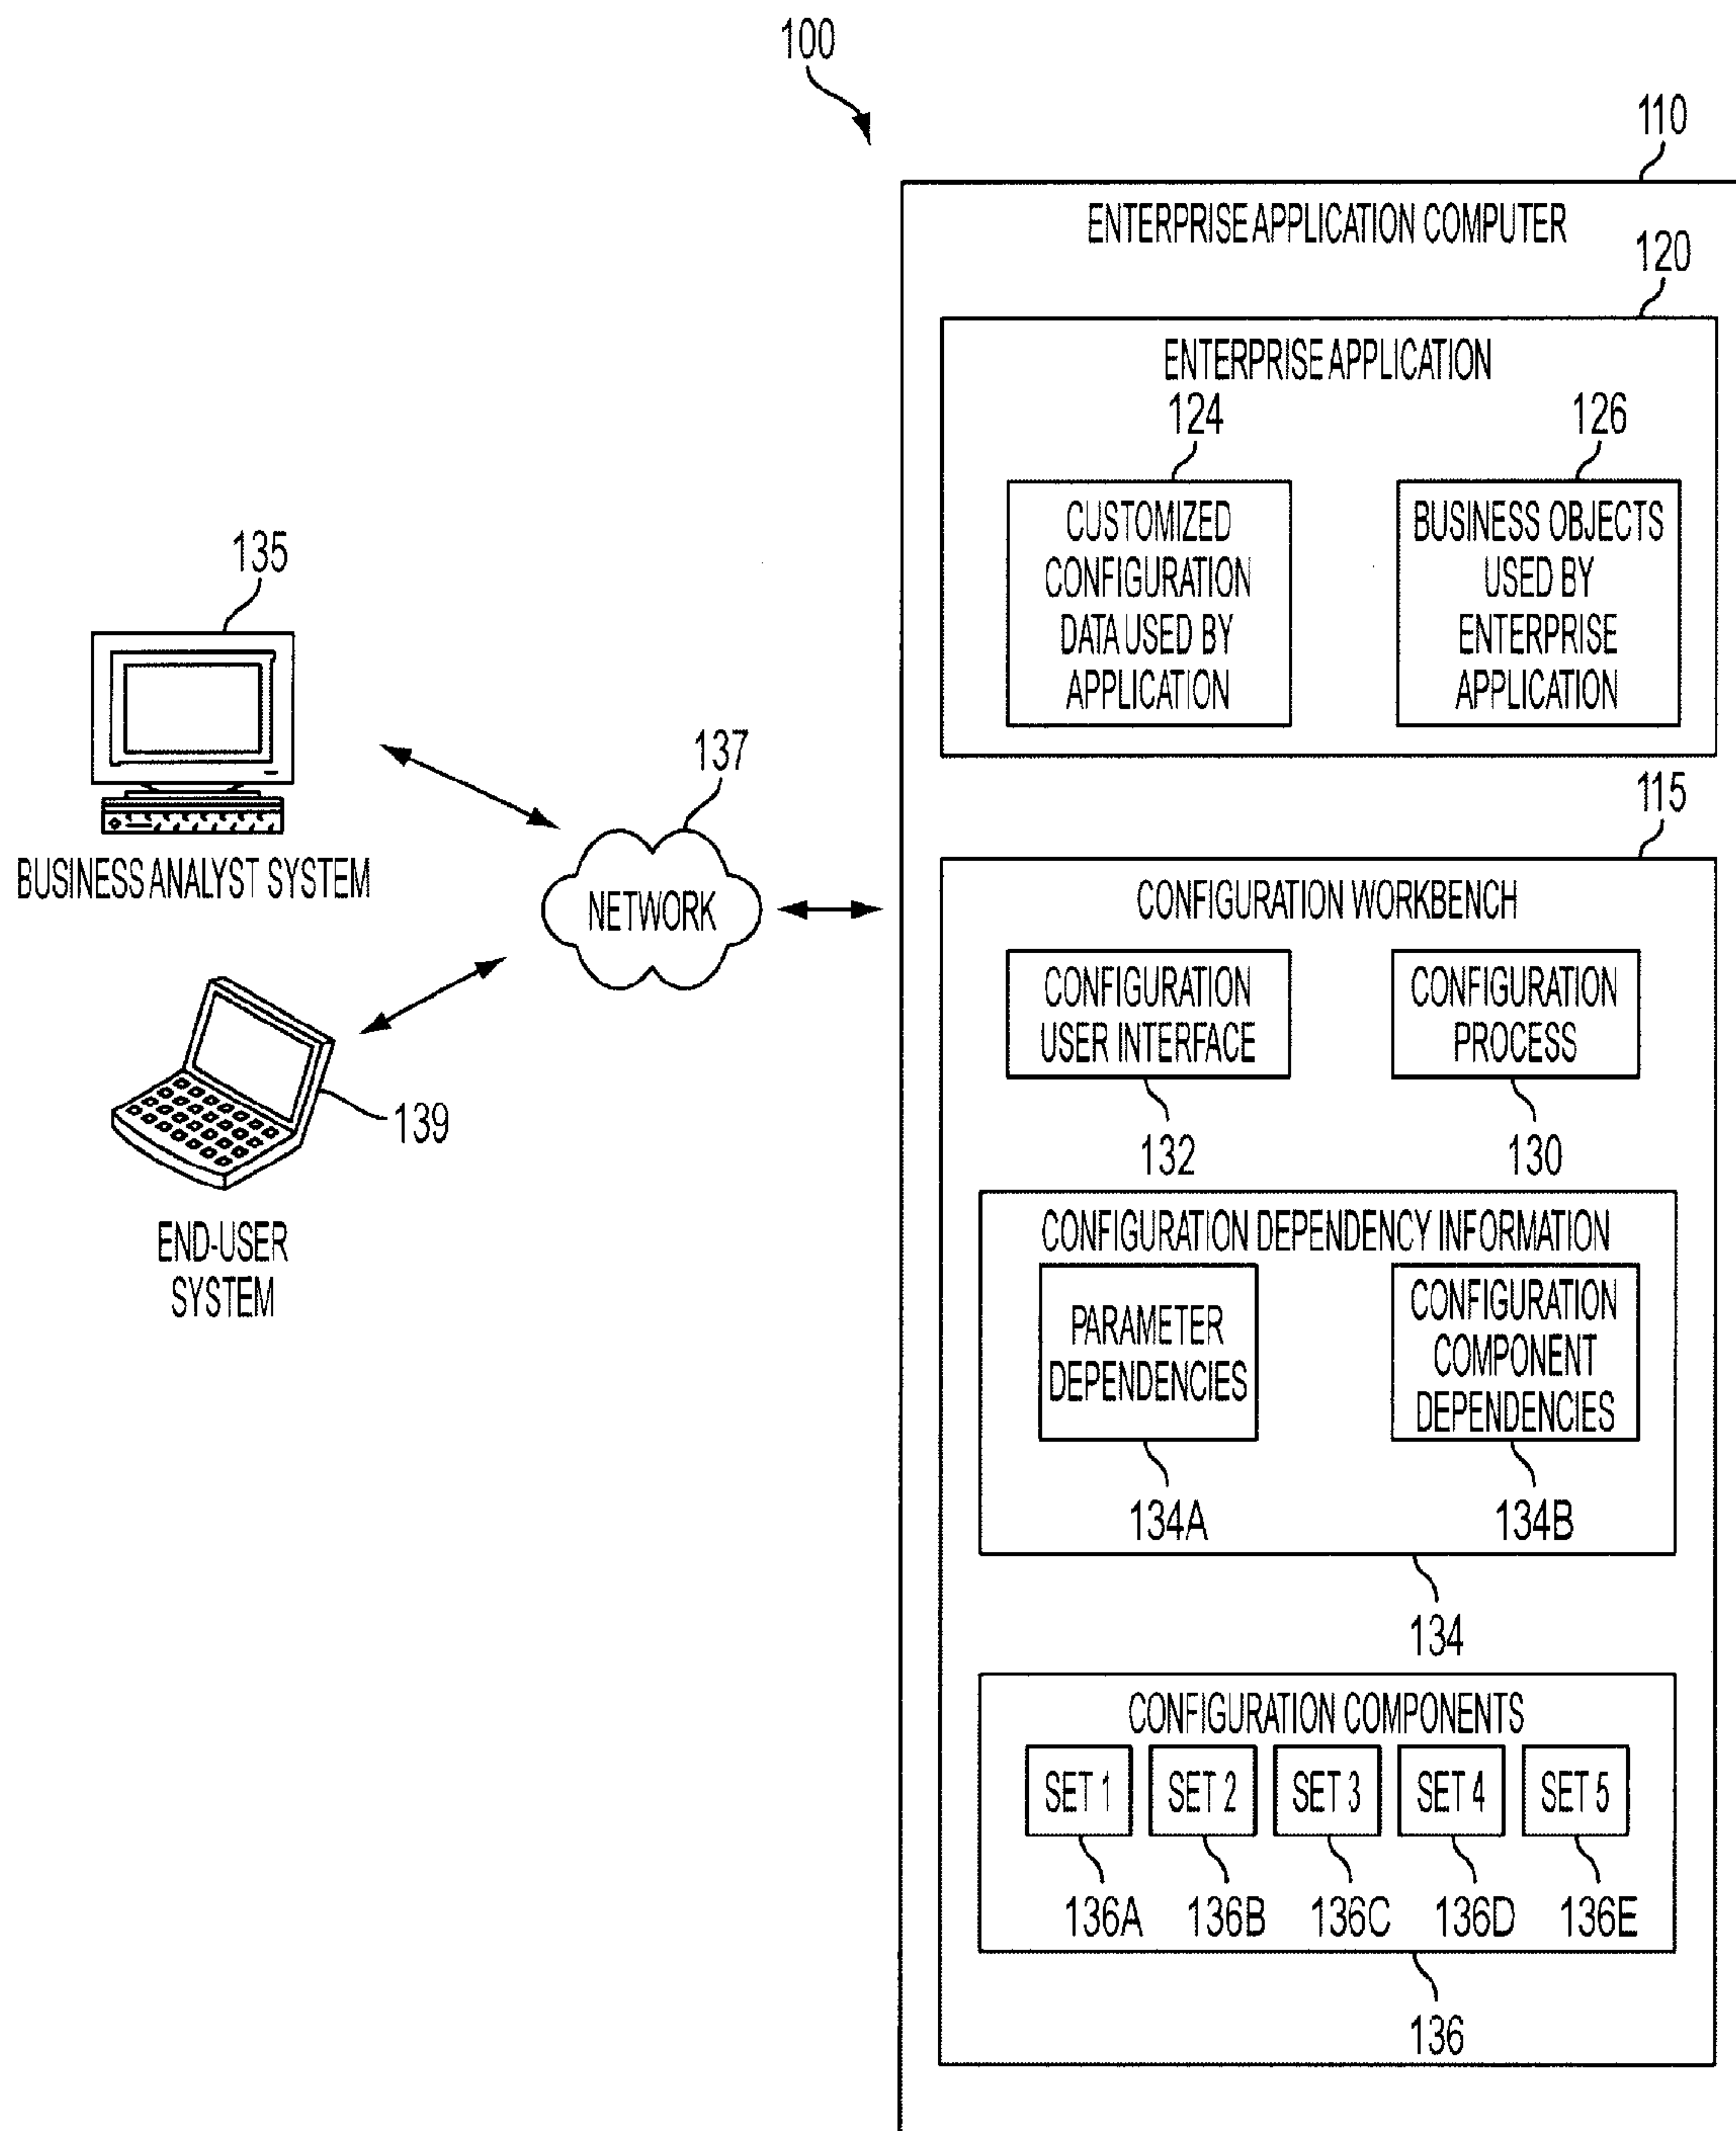 100
110
ENTERPRISE APPLICATION COMPUTER
120
ENTERPRISE APPLICATION
124
126
CUSTOMIZED
CONFIGURATION
DATA USED BY
APPLICATION
BUSINESS OBJECTS
USED BY
ENTERPRISE
APPLICATION
135
BUSINESS ANALYST SYSTEM
137
NETWORK
139
END-USER
SYSTEM
115
CONFIGURATION WORKBENCH
CONFIGURATION
USER INTERFACE
132
CONFIGURATION
PROCESS
130
CONFIGURATION DEPENDENCY INFORMATION
PARAMETER
DEPENDENCIES
134A
CONFIGURATION
COMPONENT
DEPENDENCIES
134B
134
CONFIGURATION COMPONENTS
SET 1
SET 2
SET 3
SET 4
SET 5
136A
136B
136C
136D
136E
136